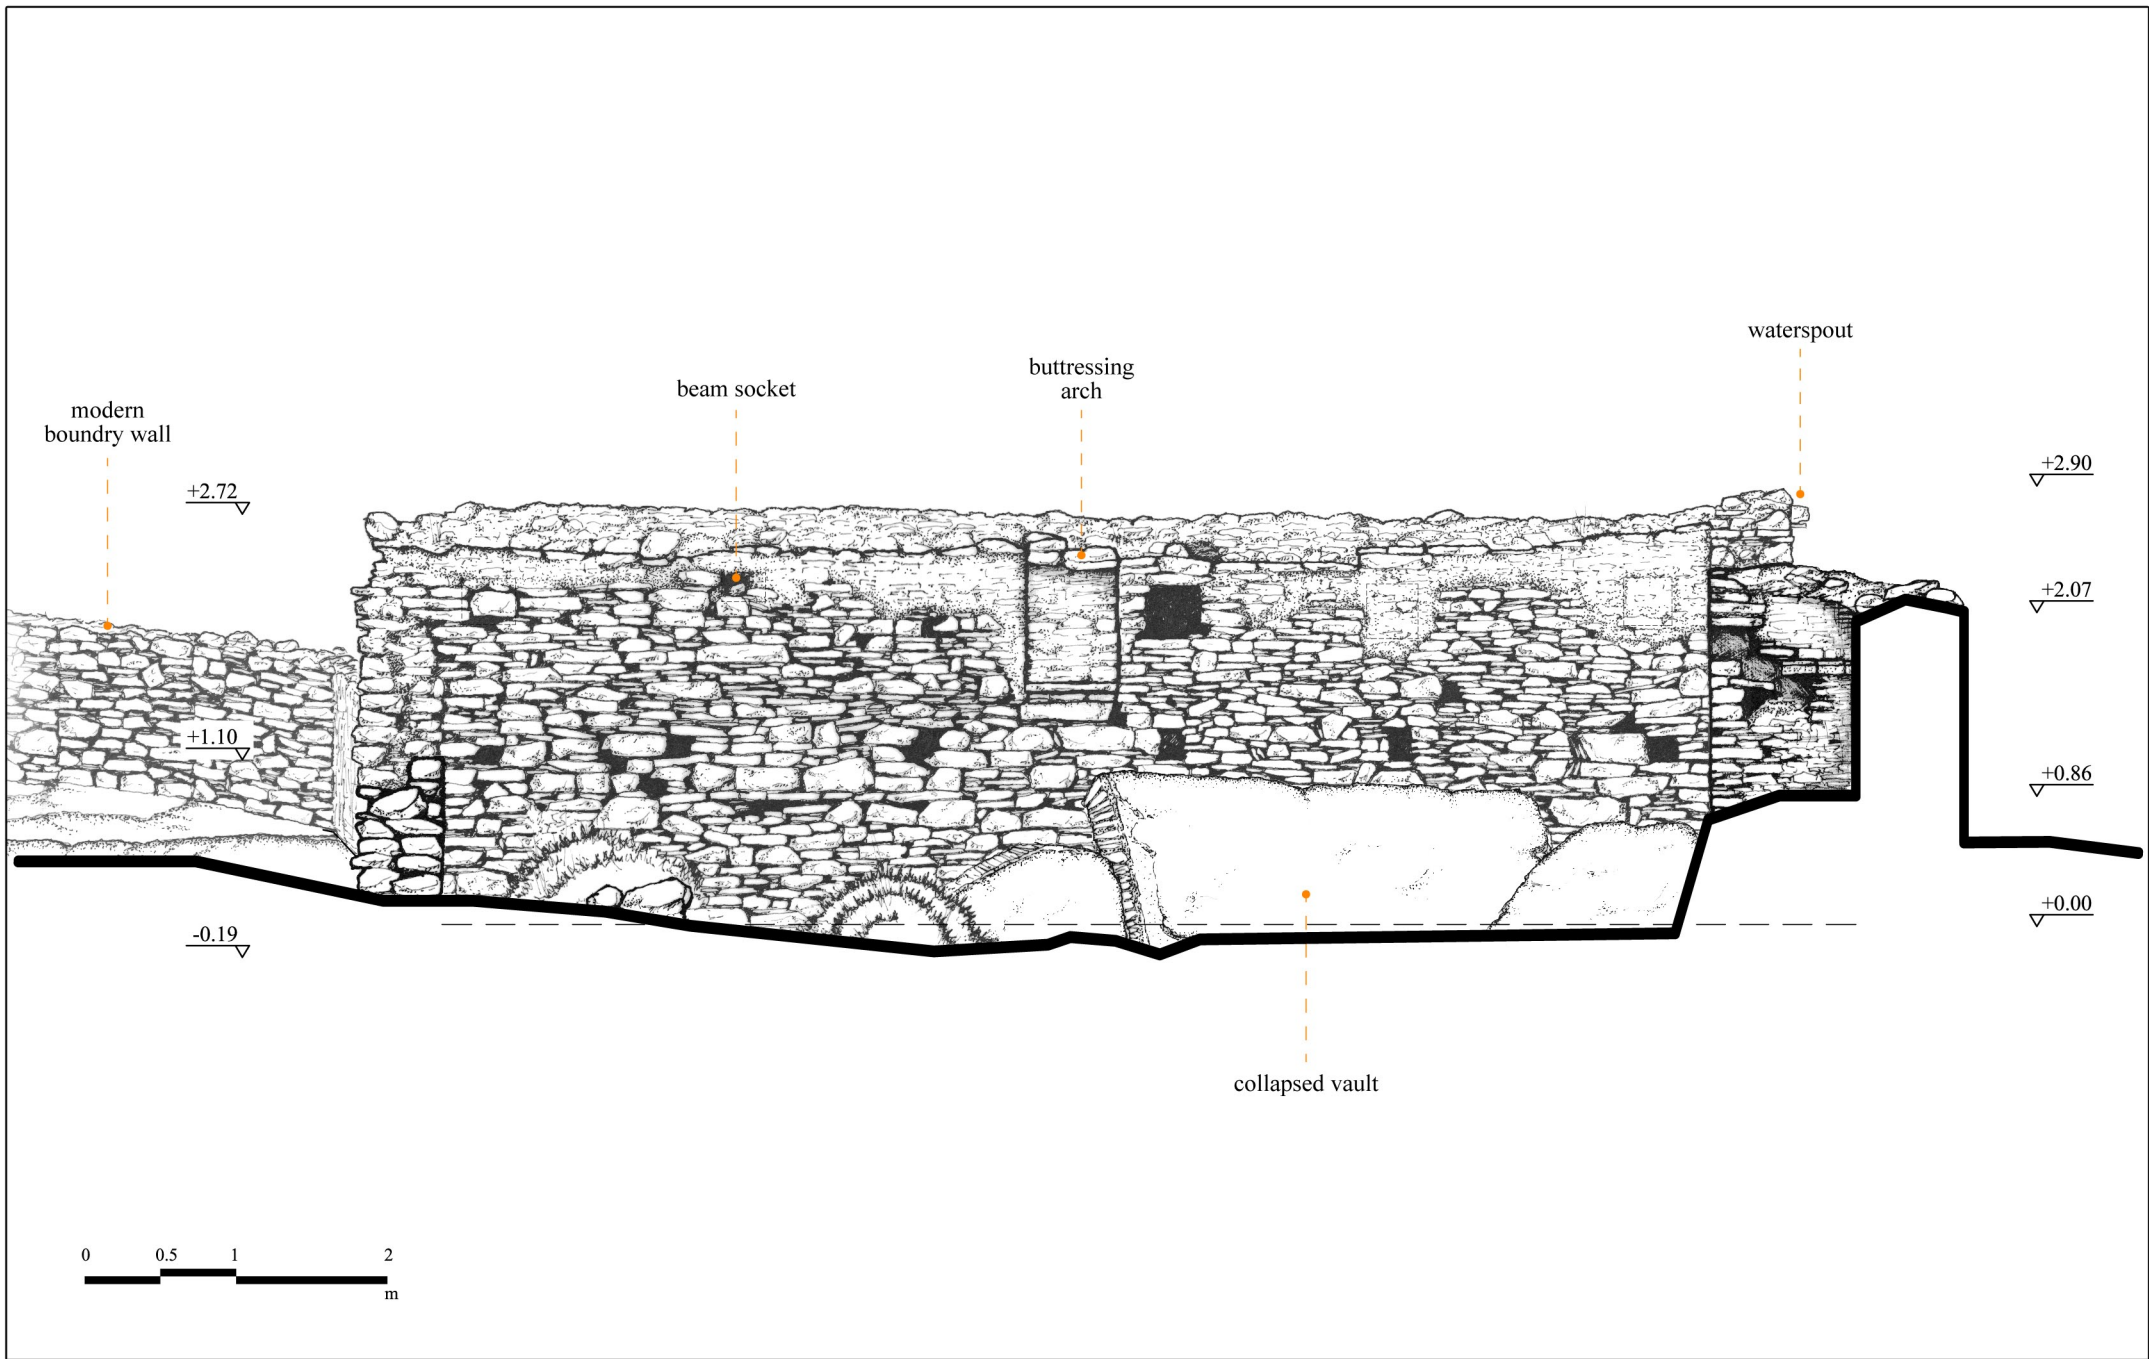 waterspout
buttressing
arch
beam socket
modern
boundry wall
+2.72
+2.90
+2.07
+1.10
+0.86
-0.19
+0.00
collapsed vault
0 0.5 1 2
m